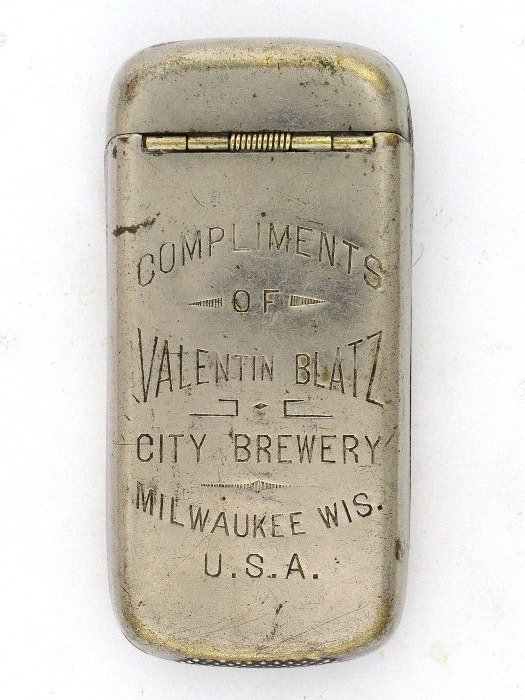 COMPLIMENTS
OF
VALENTIN BLATZ
CITY BREWERY
MILWAUKEE WIS.
U.S.A.